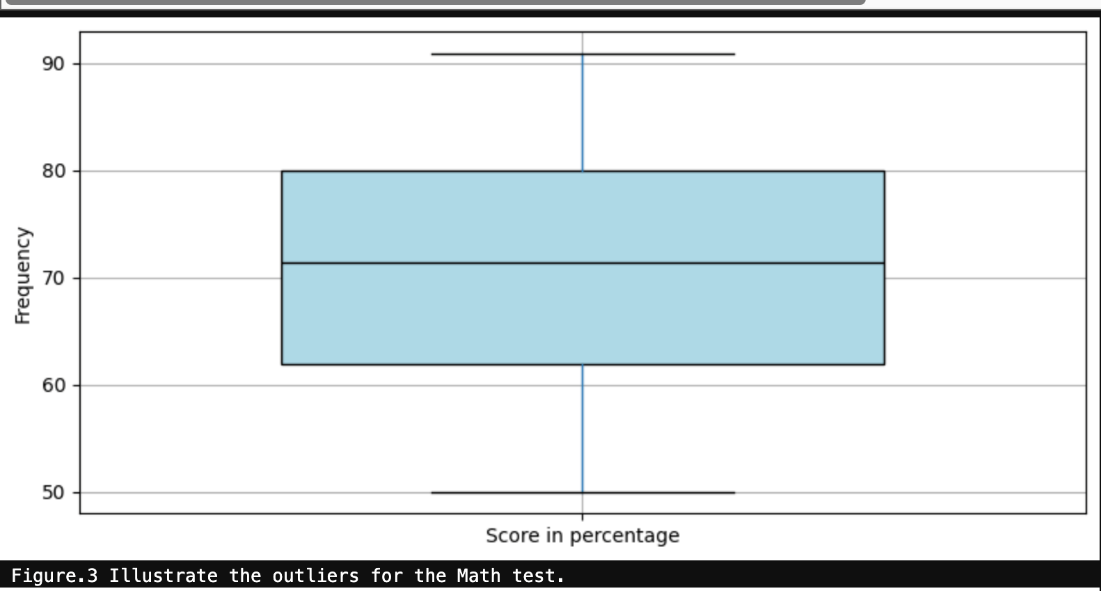 90
80
70
60
50
Frequency
Score in percentage
Figure.3 Illustrate the outliers for the Math test.